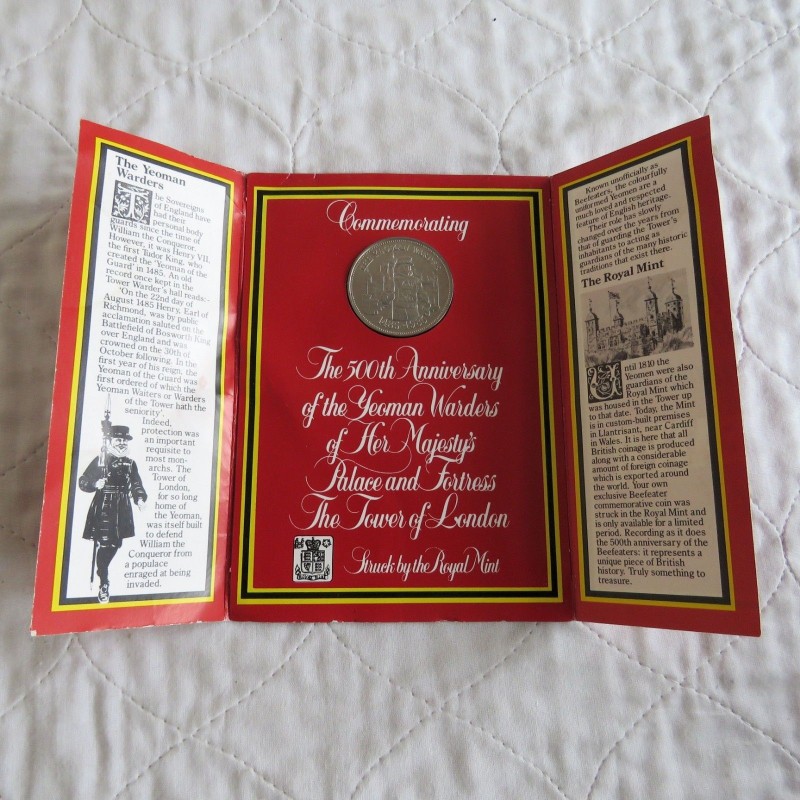 The Yeoman
Warders
The Sovereigns
of England have
had their
personal body
guards since the time of
William the Conqueror.
However, it was Henry VII,
the first Tudor King, who
created the 'Yeoman of the
Guard' in 1485. An old
record once kept in the
Tower Warder's hall reads:-
'On the 22nd day of
August 1485 Henry, Earl of
Richmond, was by public
acclamation saluted on the
Battlefield of Bosworth King
over England and was
crowned on the 30th of
October following. In the
first year of his reign, the
Yeoman of the Guard was
first ordered of which the
Yeoman Waiters or Warders
of the Tower hath the
seniority'.
Indeed,
protection was
an important
requisite to
most mon-
archs. The
Tower of
London,
for so long
home of
the Yeoman,
was itself built
to defend
William the
Conqueror from
a populace
enraged at being
invaded.
Commemorating
1485-1985
The 500th Anniversary
of the Yeoman Warders
of Her Majesty's
Palace and Fortress
The Tower of London
Struck by the Royal Mint
Known unofficially as
Beefeaters, the colourfully
costumed Yeomen are a
much loved and respected
feature of English heritage.
Their role has slowly
changed over the years from
that of guarding the Tower's
inhabitants to acting as
guardians of the many historic
traditions that exist there.
The Royal Mint
Until 1810 the
Yeomen were also
guardians of the
Royal Mint which
was housed in the Tower up
to that date. Today, the Mint
is in custom-built premises
in Llantrisant, near Cardiff
in Wales. It is here that all
British coinage is produced
along with a considerable
amount of foreign coinage
which is exported around
the world. Your own
exclusive Beefeater
commemorative coin was
struck in the Royal Mint and
is only available for a limited
period. Recording as it does
the 500th anniversary of the
Beefeaters: it represents a
unique piece of British
history. Truly something to
treasure.